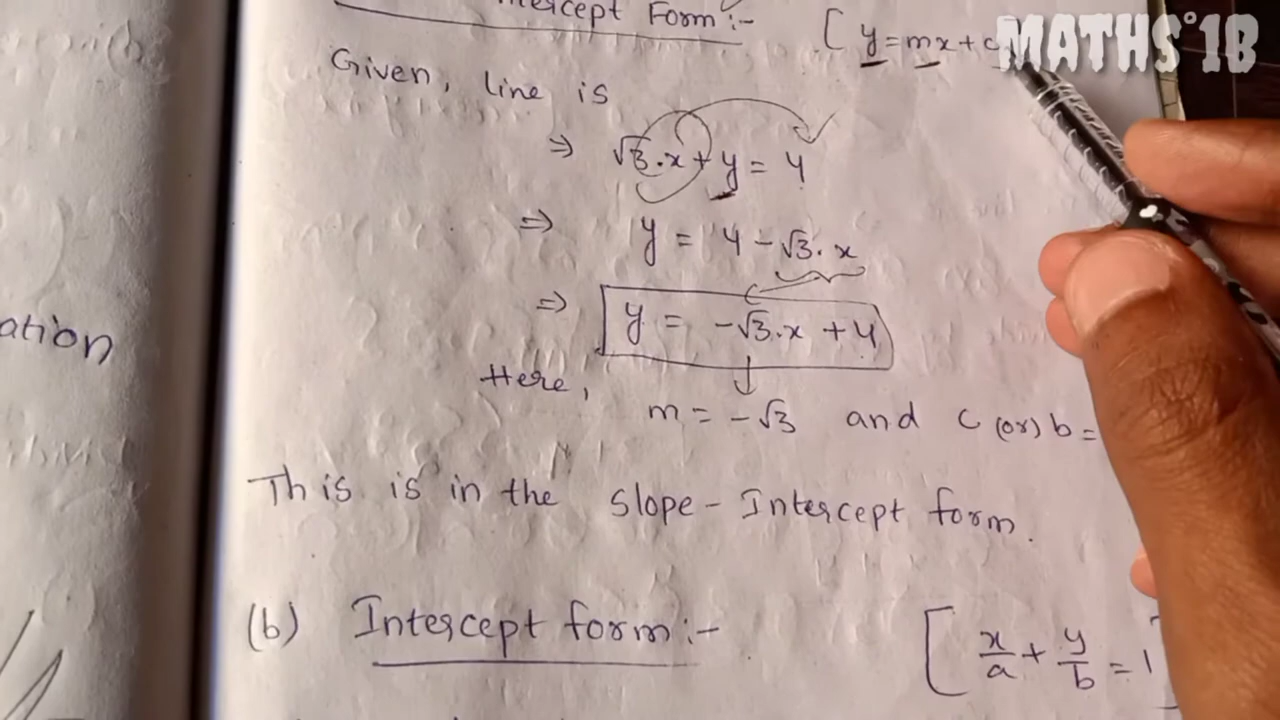 Form :-
[ y = mx + c
MATHS°1B
Given, line is
⇒ √3.x + y = 4
⇒ y = 4 - √3.x
⇒ y = -√3.x + 4
ation
Here,
m = -√3 and c (or) b =
This is in the Slope - Intercept form.
(b) Intercept form :-
[ x/a + y/b = 1 ]